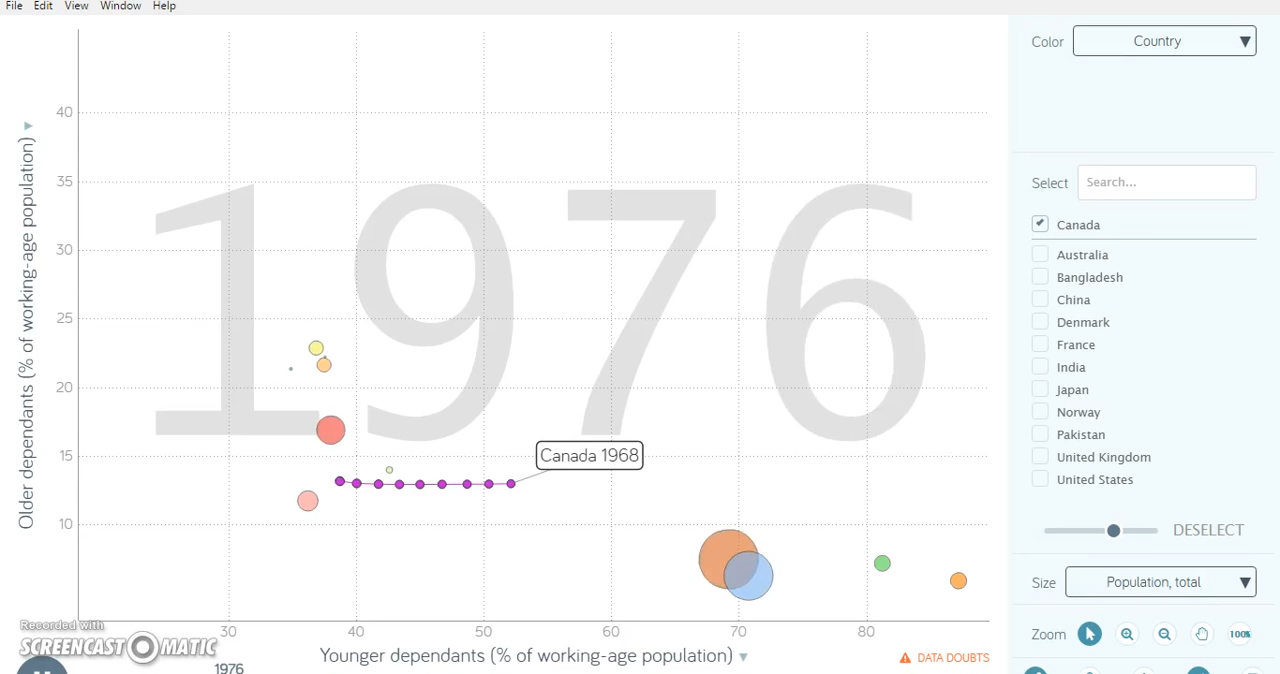 File Edit View Window Help
Color Country ▼
Older dependants (% of working-age population) ▶
40
35
30
25
20
15
10
1976
Canada 1968
30 40 50 60 70 80
Younger dependants (% of working-age population) ▼
DATA DOUBTS
Recorded with
SCREENCAST O MATIC
1976
Select Search...
Canada
Australia
Bangladesh
China
Denmark
France
India
Japan
Norway
Pakistan
United Kingdom
United States
DESELECT
Size Population, total ▼
Zoom 100%